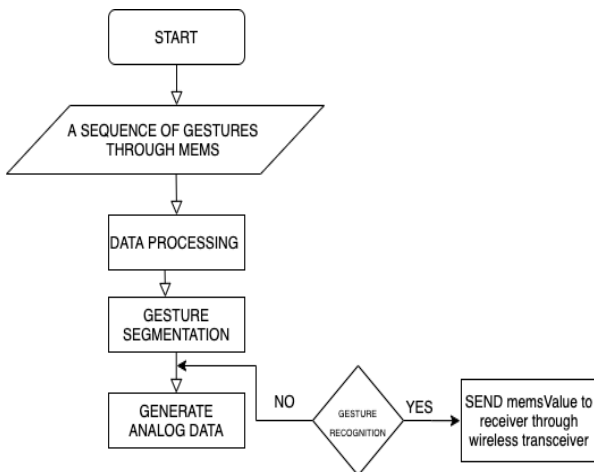 START
A SEQUENCE OF GESTURES
THROUGH MEMS
DATA PROCESSING
GESTURE
SEGMENTATION
GENERATE
ANALOG DATA
NO
GESTURE
RECOGNITION
YES
SEND memsValue to
receiver through
wireless transceiver